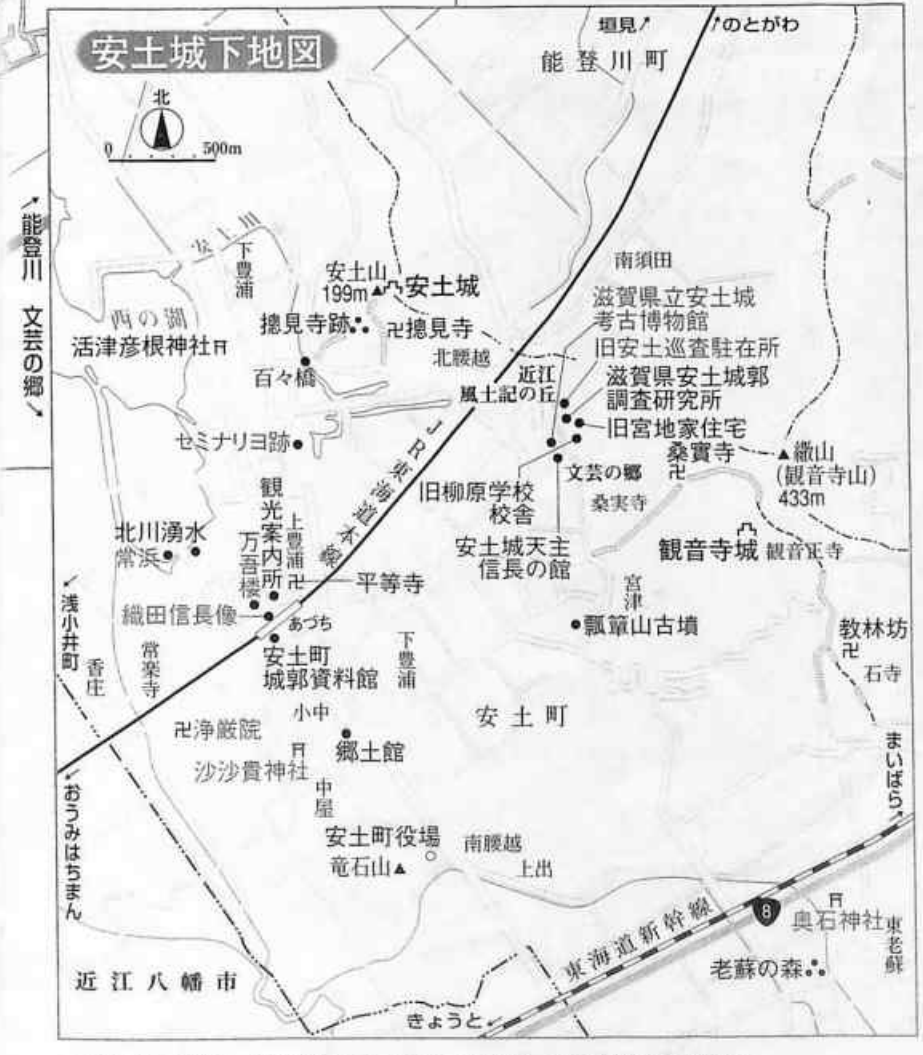 安土城下地図
北
0 500m
垣見
のとがわ
能登川町
能登川 文芸の郷
安土川
下豊浦
安土山
199m
安土城
南須田
滋賀県立安土城
考古博物館
西の湖
活津彦根神社
摠見寺跡
卍摠見寺
北腰越
旧安土巡査駐在所
百々橋
近江
風土記の丘
滋賀県安土城郭
調査研究所
旧宮地家住宅
セミナリヨ跡
JR東海道本線
桑實寺
卍
繖山
(観音寺山)
433m
文芸の郷
旧柳原学校
校舎
桑実寺
観音寺城
観音正寺
安土城天主
信長の館
北川湧水
常浜
観光案内所
万吾楼
上豊浦
卍
平等寺
織田信長像
あづち
宮津
瓢箪山古墳
浅小井町
香庄
常楽寺
安土町
城郭資料館
下豊浦
教林坊
卍
石寺
小中
安土町
卍浄厳院
郷土館
沙沙貴神社
中屋
まいばら
おうみはちまん
安土町役場
竜石山
南腰越
上出
8
奥石神社
東老蘇
東海道新幹線
老蘇の森
近江八幡市
きょうと